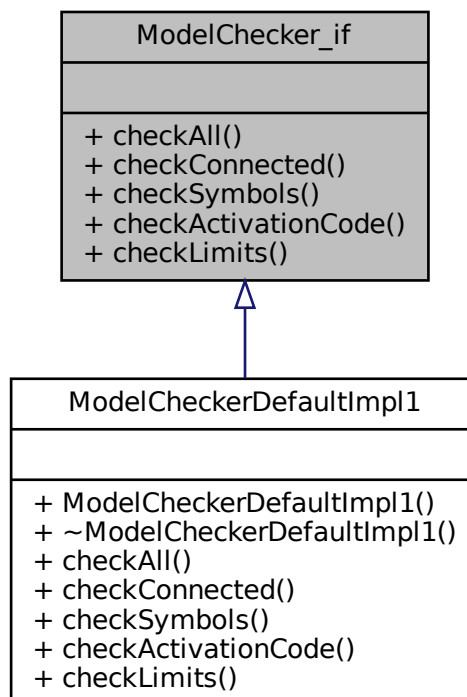 ModelChecker_if
+ checkAll()
+ checkConnected()
+ checkSymbols()
+ checkActivationCode()
+ checkLimits()
ModelCheckerDefaultImpl1
+ ModelCheckerDefaultImpl1()
+ ~ModelCheckerDefaultImpl1()
+ checkAll()
+ checkConnected()
+ checkSymbols()
+ checkActivationCode()
+ checkLimits()